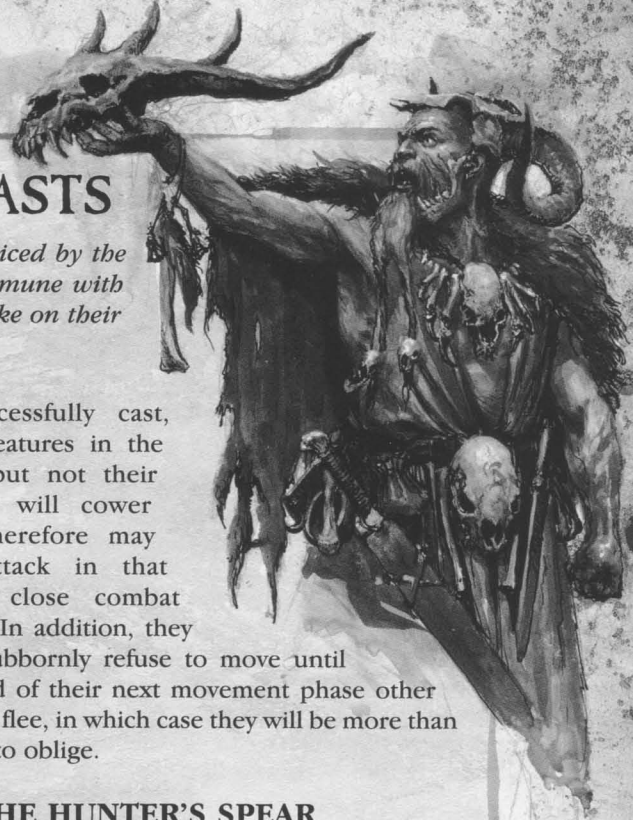 ASTS
iced by the
mune with
ke on their
cessfully cast,
eatures in the
but not their
will cower
herefore may
ttack in that
close combat
In addition, they
ubbornly refuse to move until
d of their next movement phase other
flee, in which case they will be more than
to oblige.
HE HUNTER'S SPEAR